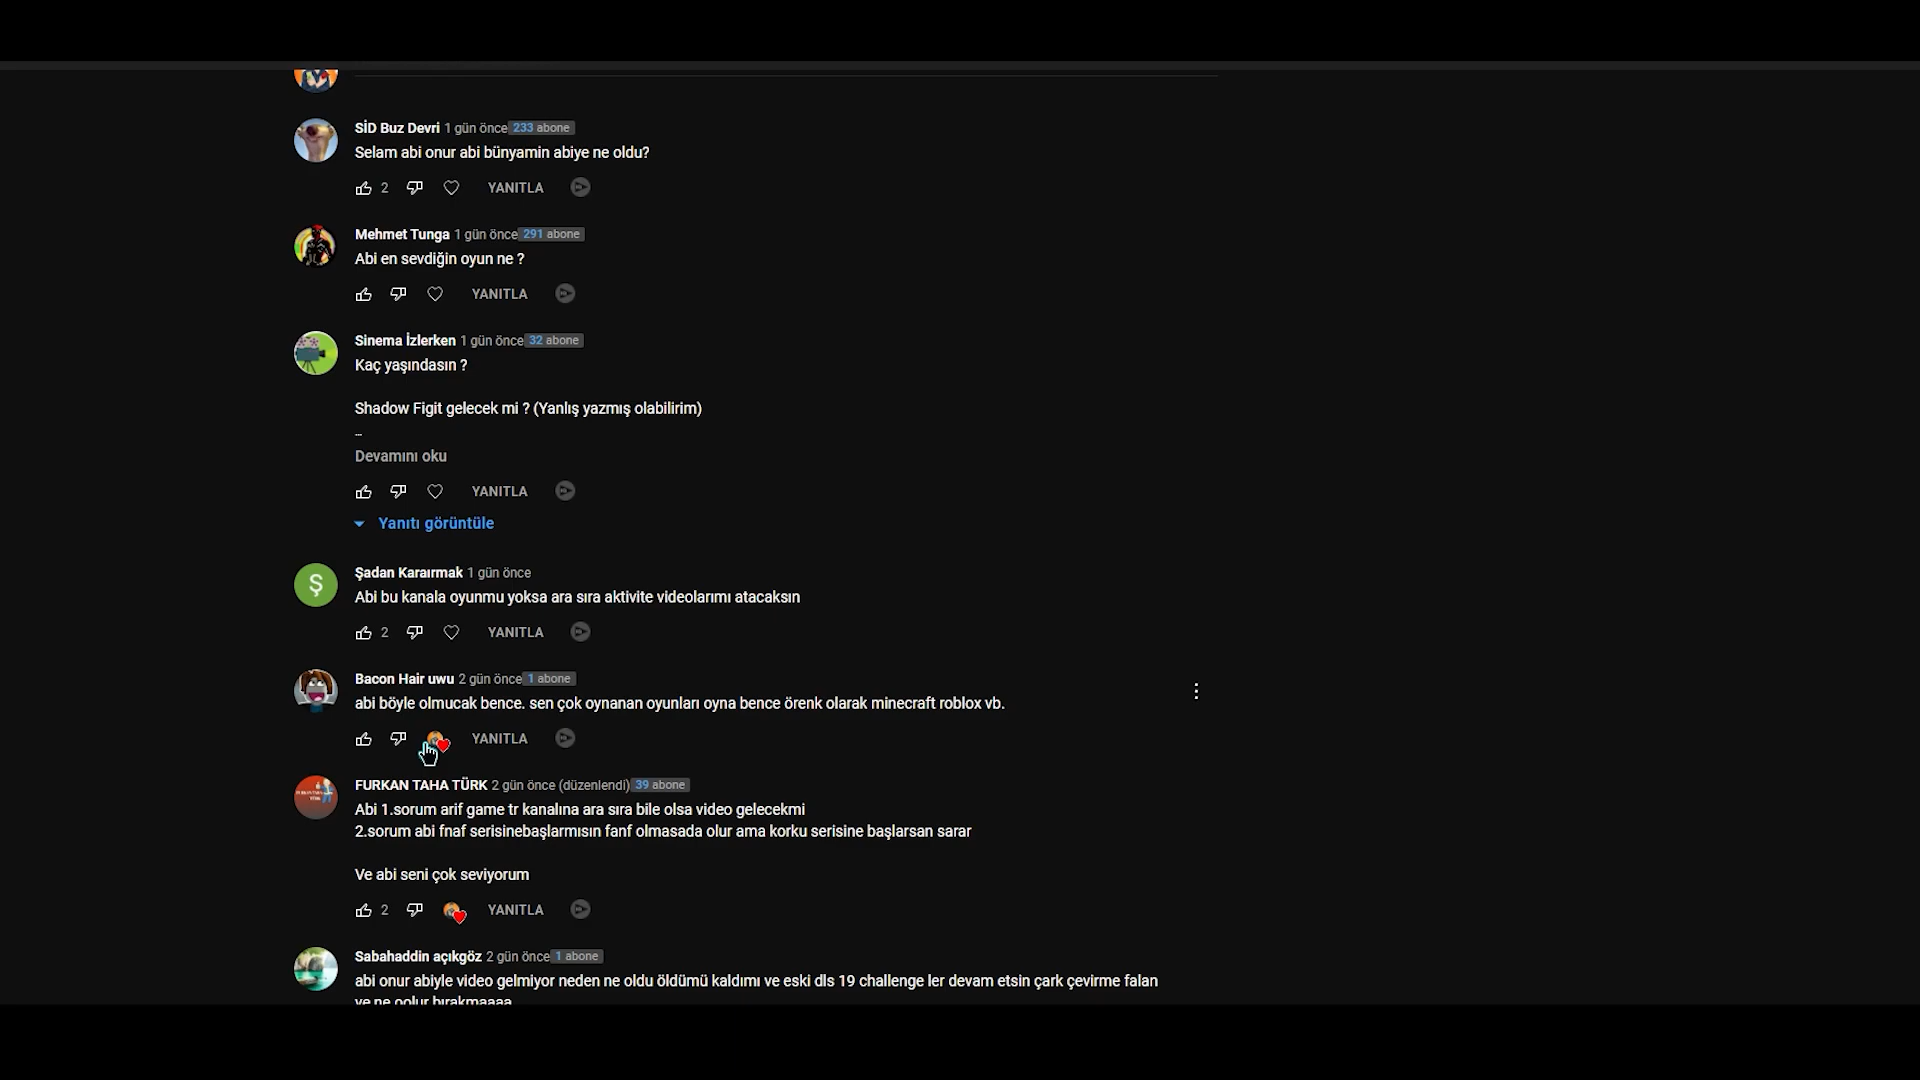 SİD Buz Devri 1 gün önce 233 abone
Selam abi onur abi bünyamin abiye ne oldu?
2 YANITLA
Mehmet Tunga 1 gün önce 291 abone
Abi en sevdiğin oyun ne ?
YANITLA
Sinema İzlerken 1 gün önce 32 abone
Kaç yaşındasın ?
Shadow Figit gelecek mi ? (Yanlış yazmış olabilirim)
...
Devamını oku
YANITLA
Yanıtı görüntüle
Ş
Şadan Karaırmak 1 gün önce
Abi bu kanala oyunmu yoksa ara sıra aktivite videolarımı atacaksın
2 YANITLA
Bacon Hair uwu 2 gün önce 1 abone
abi böyle olmucak bence. sen çok oynanan oyunları oyna bence örenk olarak minecraft roblox vb.
YANITLA
FURKAN TAHA TÜRK 2 gün önce (düzenlendi) 39 abone
Abi 1.sorum arif game tr kanalına ara sıra bile olsa video gelecekmi
2.sorum abi fnaf serisinebaşlarmısın fanf olmasada olur ama korku serisine başlarsan sarar
Ve abi seni çok seviyorum
2 YANITLA
Sabahaddin açıkgöz 2 gün önce 1 abone
abi onur abiyle video gelmiyor neden ne oldu öldümü kaldımı ve eski dls 19 challenge ler devam etsin çark çevirme falan
ve ne oolur bırakmaaaa